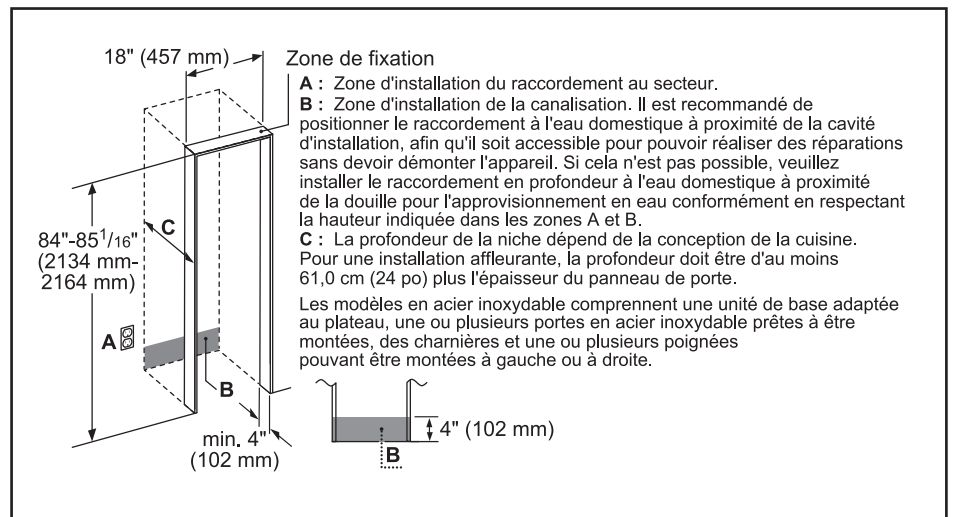 18" (457 mm)
Zone de fixation
A : Zone d'installation du raccordement au secteur.
B : Zone d'installation de la canalisation. Il est recommandé de
positionner le raccordement à l'eau domestique à proximité de la cavité
d'installation, afin qu'il soit accessible pour pouvoir réaliser des réparations
sans devoir démonter l'appareil. Si cela n'est pas possible, veuillez
installer le raccordement en profondeur à l'eau domestique à proximité
de la douille pour l'approvisionnement en eau conformément en respectant
la hauteur indiquée dans les zones A et B.
C : La profondeur de la niche dépend de la conception de la cuisine.
Pour une installation affleurante, la profondeur doit être d'au moins
61,0 cm (24 po) plus l'épaisseur du panneau de porte.
Les modèles en acier inoxydable comprennent une unité de base adaptée
au plateau, une ou plusieurs portes en acier inoxydable prêtes à être
montées, des charnières et une ou plusieurs poignées
pouvant être montées à gauche ou à droite.
C
84"-85 1/16"
(2134 mm-
2164 mm)
A
B
min. 4"
(102 mm)
4" (102 mm)
B